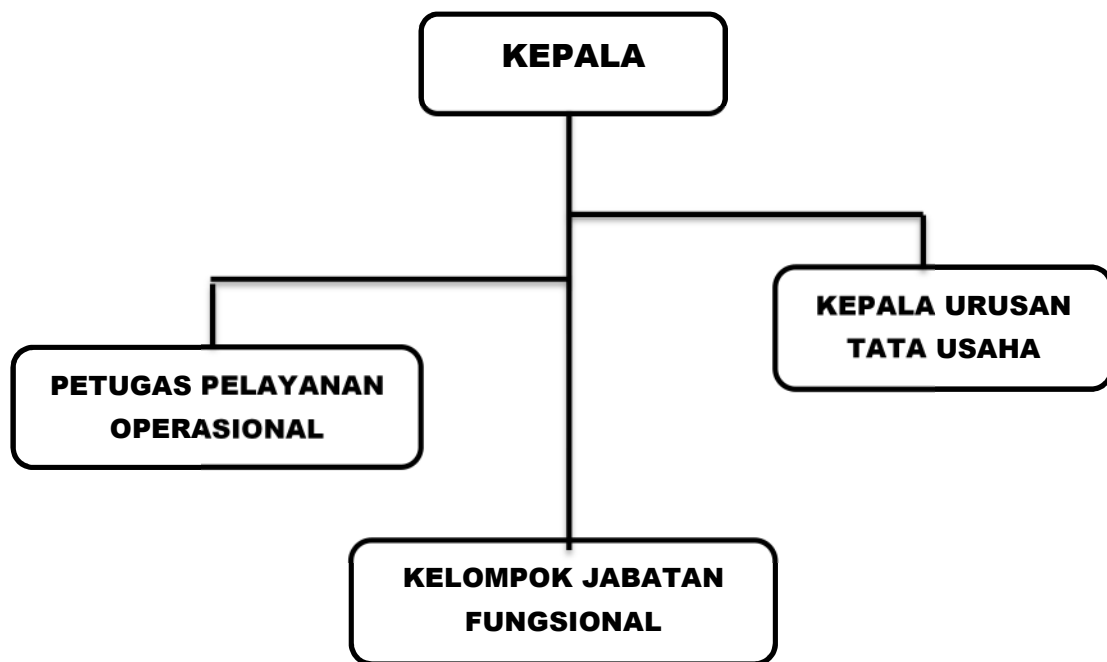 KEPALA
KEPALA URUSAN
TATA USAHA
PETUGAS PELAYANAN
OPERASIONAL
KELOMPOK JABATAN
FUNGSIONAL